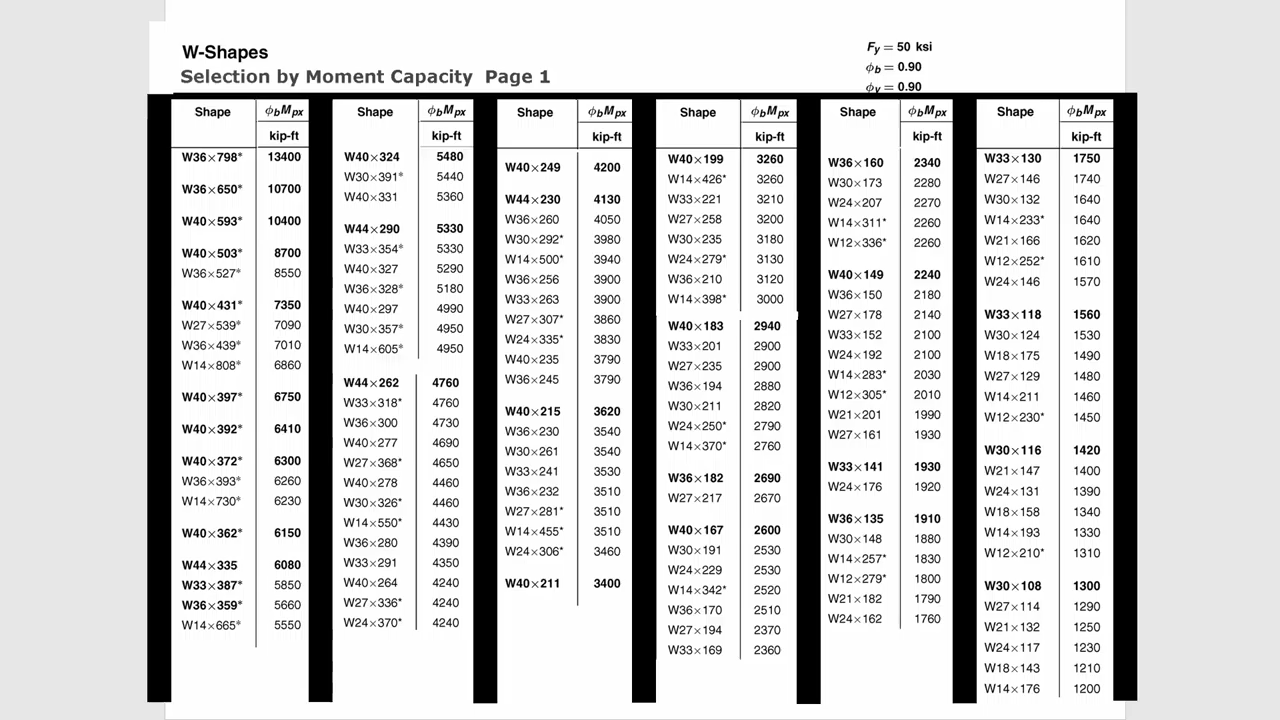 W-Shapes
Selection by Moment Capacity Page 1
Fy = 50 ksi
ϕb = 0.90
ϕv = 0.90
Shape ϕbMpx
kip-ft
W36×798* 13400
W36×650* 10700
W40×593* 10400
W40×503* 8700
W36×527* 8550
W40×431* 7350
W27×539* 7090
W36×439* 7010
W14×808* 6860
W40×397* 6750
W40×392* 6410
W40×372* 6300
W36×393* 6260
W14×730* 6230
W40×362* 6150
W44×335 6080
W33×387* 5850
W36×359* 5660
W14×665* 5550
Shape ϕbMpx
kip-ft
W40×324 5480
W30×391* 5440
W40×331 5360
W44×290 5330
W33×354* 5330
W40×327 5290
W36×328* 5180
W40×297 4990
W30×357* 4950
W14×605* 4950
W44×262 4760
W33×318* 4760
W36×300 4730
W40×277 4690
W27×368* 4650
W40×278 4460
W30×326* 4460
W14×550* 4430
W36×280 4390
W33×291 4350
W40×264 4240
W27×336* 4240
W24×370* 4240
Shape ϕbMpx
kip-ft
W40×249 4200
W44×230 4130
W36×260 4050
W30×292* 3980
W14×500* 3940
W36×256 3900
W33×263 3900
W27×307* 3860
W24×335* 3830
W40×235 3790
W36×245 3790
W40×215 3620
W36×230 3540
W30×261 3540
W33×241 3530
W36×232 3510
W27×281* 3510
W14×455* 3510
W24×306* 3460
W40×211 3400
Shape ϕbMpx
kip-ft
W40×199 3260
W14×426* 3260
W33×221 3210
W27×258 3200
W30×235 3180
W24×279* 3130
W36×210 3120
W14×398* 3000
W40×183 2940
W33×201 2900
W27×235 2900
W36×194 2880
W30×211 2820
W24×250* 2790
W14×370* 2760
W36×182 2690
W27×217 2670
W40×167 2600
W30×191 2530
W24×229 2530
W14×342* 2520
W36×170 2510
W27×194 2370
W33×169 2360
Shape ϕbMpx
kip-ft
W36×160 2340
W30×173 2280
W24×207 2270
W14×311* 2260
W12×336* 2260
W40×149 2240
W36×150 2180
W27×178 2140
W33×152 2100
W24×192 2100
W14×283* 2030
W12×305* 2010
W21×201 1990
W27×161 1930
W33×141 1930
W24×176 1920
W36×135 1910
W30×148 1880
W14×257* 1830
W12×279* 1800
W21×182 1790
W24×162 1760
Shape ϕbMpx
kip-ft
W33×130 1750
W27×146 1740
W30×132 1640
W14×233* 1640
W21×166 1620
W12×252* 1610
W24×146 1570
W33×118 1560
W30×124 1530
W18×175 1490
W27×129 1480
W14×211 1460
W12×230* 1450
W30×116 1420
W21×147 1400
W24×131 1390
W18×158 1340
W14×193 1330
W12×210* 1310
W30×108 1300
W27×114 1290
W21×132 1250
W24×117 1230
W18×143 1210
W14×176 1200